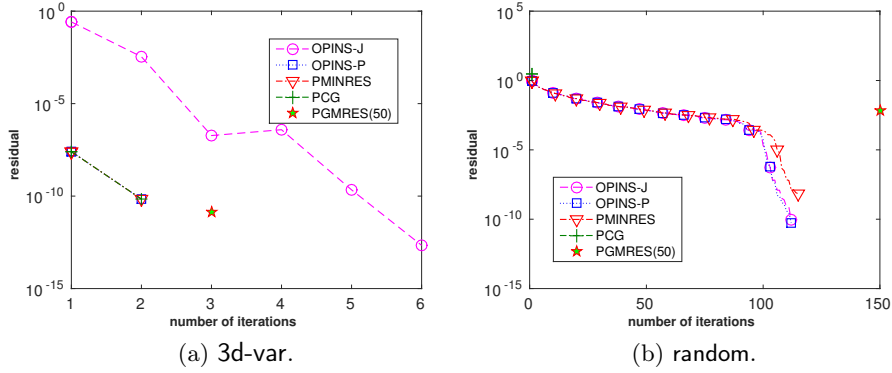 10^0
10^-5
10^-10
10^-15
residual
1 2 3 4 5 6
number of iterations
OPINS-J
OPINS-P
PMINRES
PCG
PGMRES(50)
(a) 3d-var.
10^5
10^0
10^-5
10^-10
10^-15
residual
0 50 100 150
number of iterations
OPINS-J
OPINS-P
PMINRES
PCG
PGMRES(50)
(b) random.